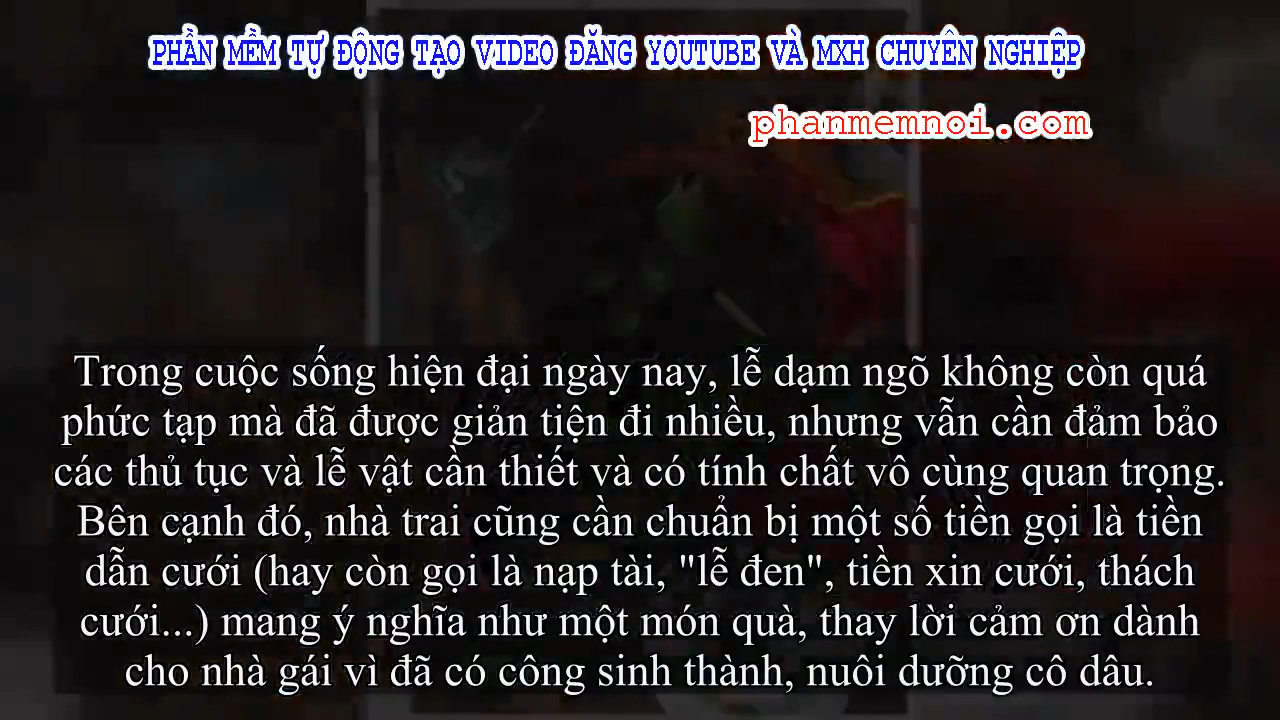 PHẦN MỀM TỰ ĐỘNG TẠO VIDEO ĐĂNG YOUTUBE VÀ MXH CHUYÊN NGHIỆP
phanmemnoi.com
Trong cuộc sống hiện đại ngày nay, lễ dạm ngõ không còn quá
phức tạp mà đã được giản tiện đi nhiều, nhưng vẫn cần đảm bảo
các thủ tục và lễ vật cần thiết và có tính chất vô cùng quan trọng.
Bên cạnh đó, nhà trai cũng cần chuẩn bị một số tiền gọi là tiền
dẫn cưới (hay còn gọi là nạp tài, "lễ đen", tiền xin cưới, thách
cưới...) mang ý nghĩa như một món quà, thay lời cảm ơn dành
cho nhà gái vì đã có công sinh thành, nuôi dưỡng cô dâu.